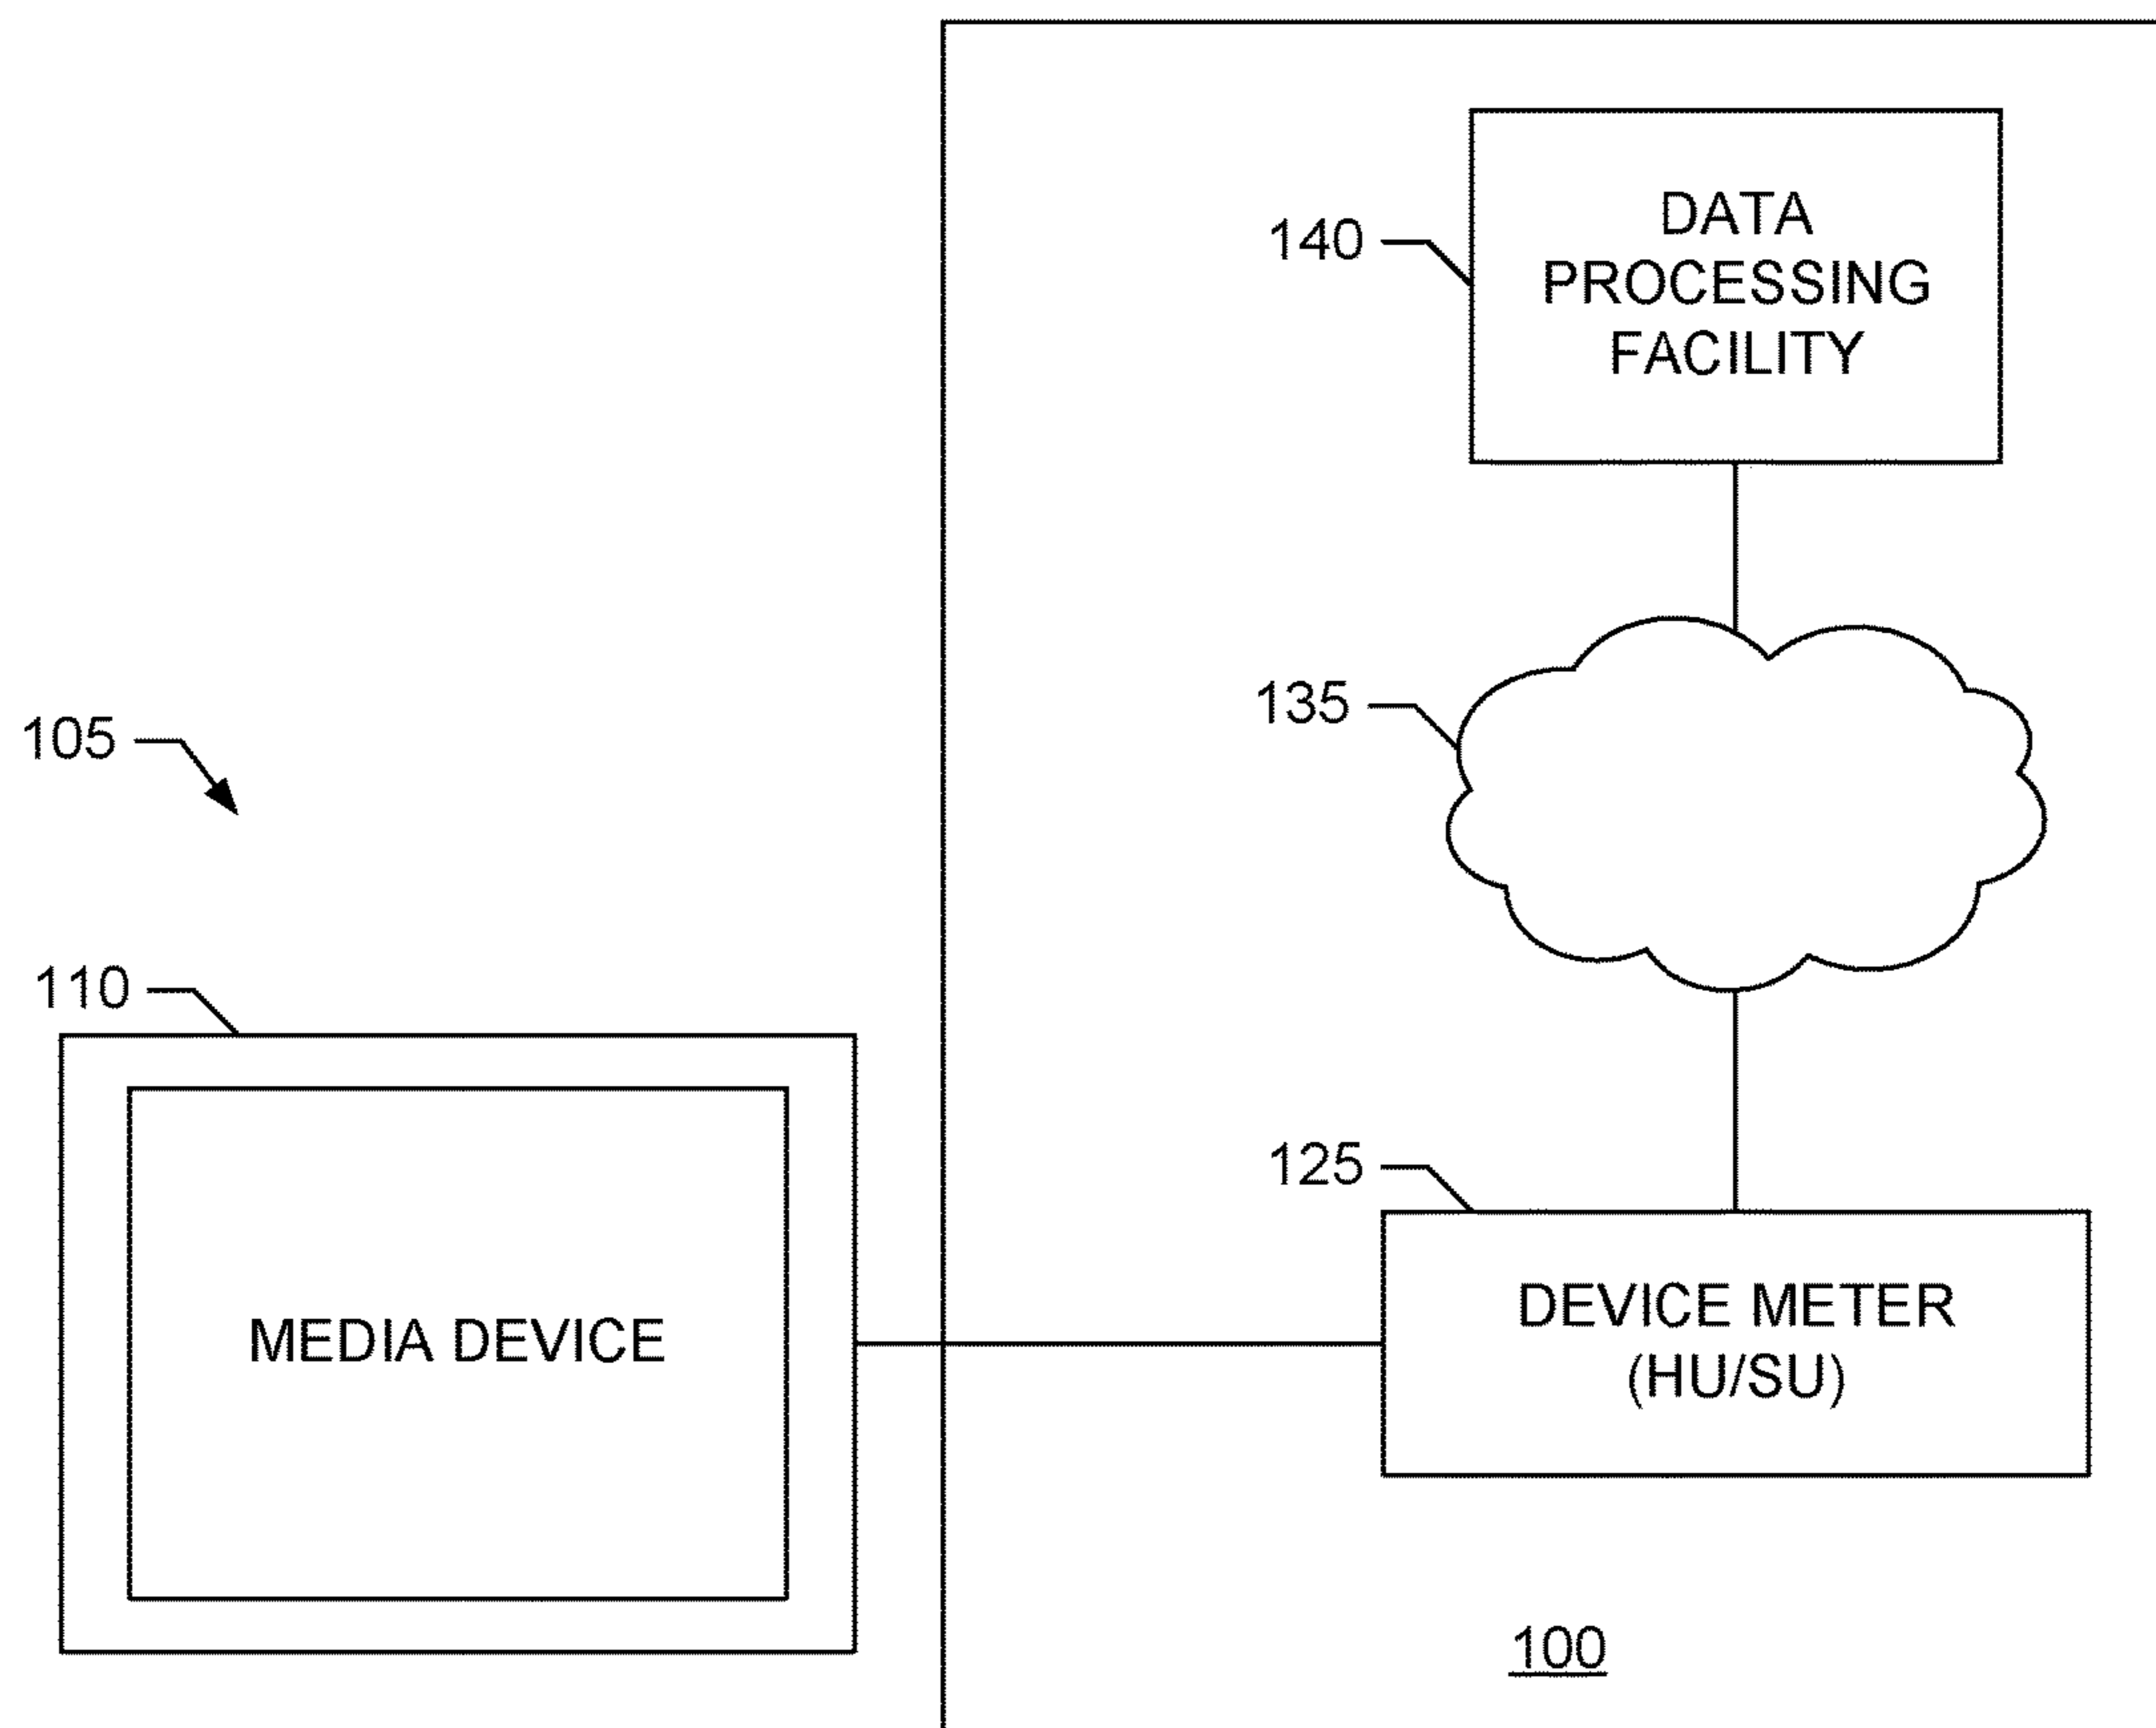 140
DATA
PROCESSING
FACILITY
135
105
110
MEDIA DEVICE
125
DEVICE METER
(HU/SU)
100